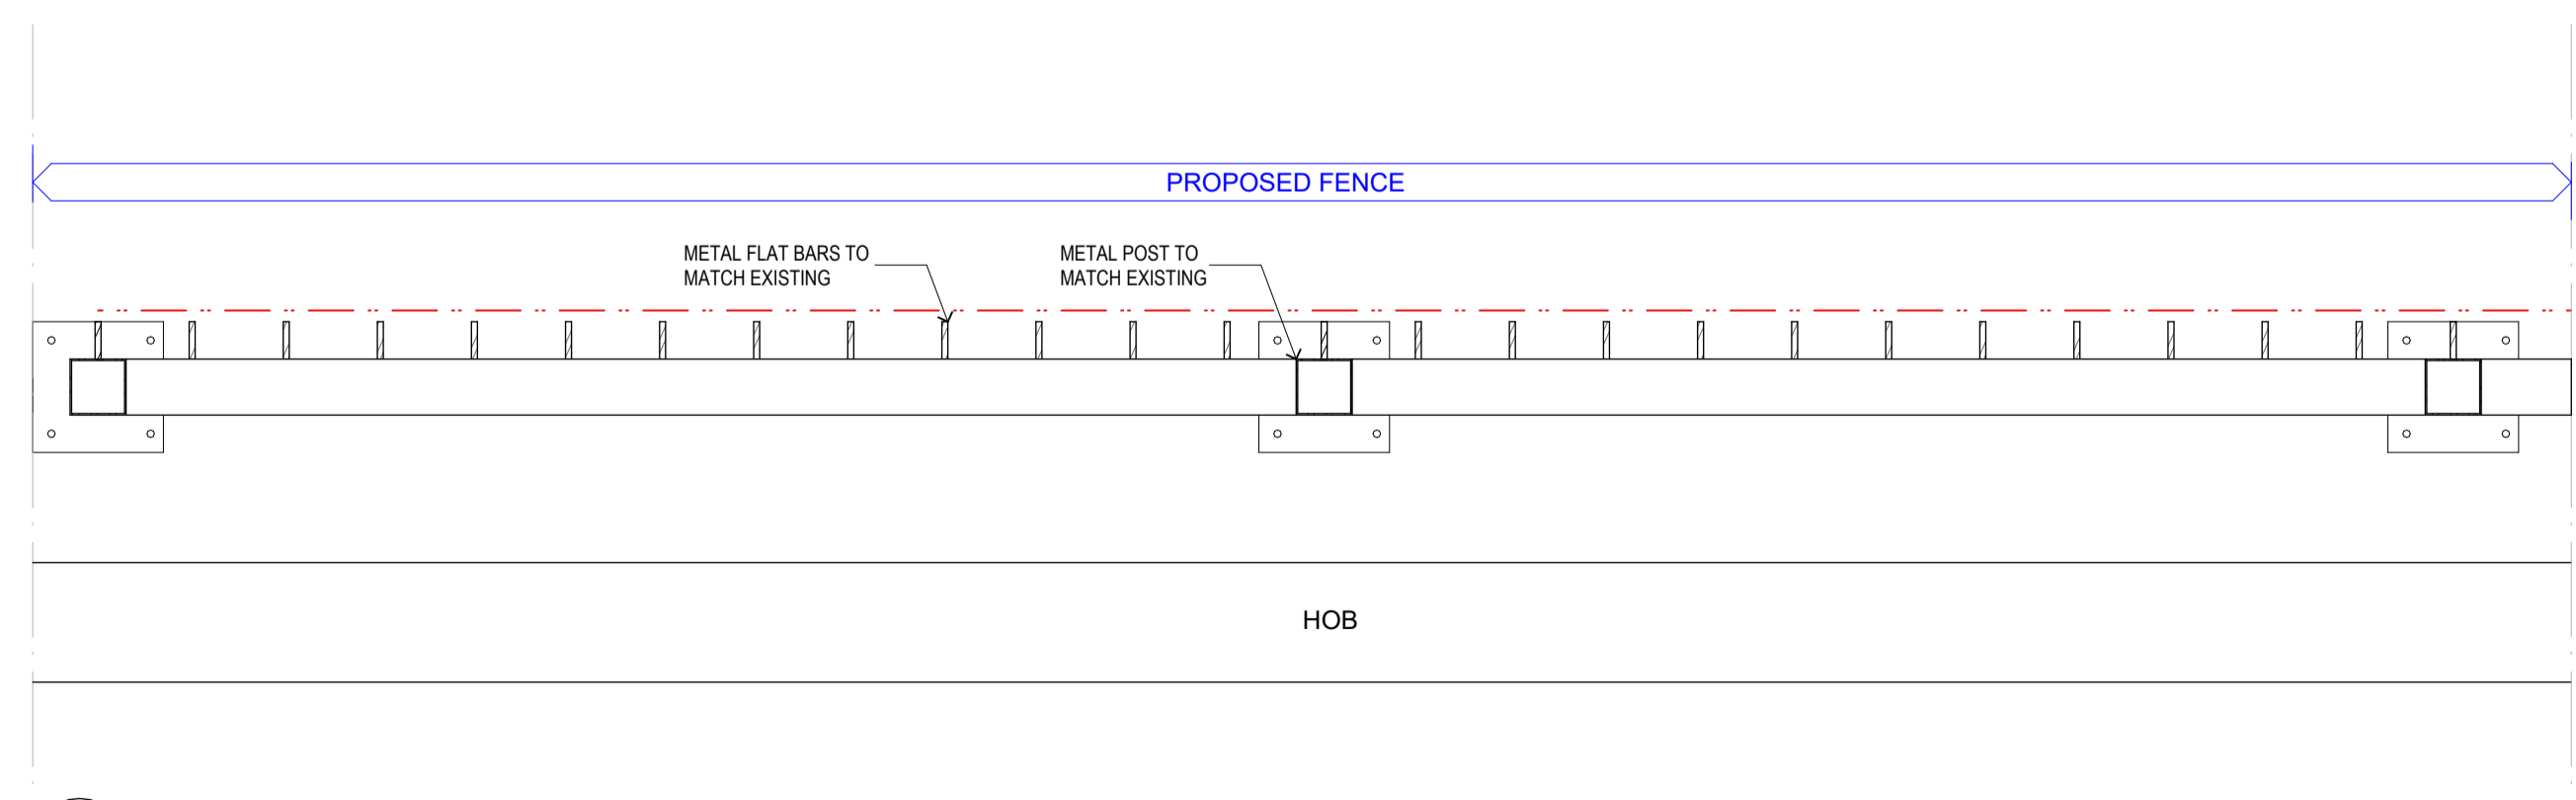 PROPOSED FENCE
METAL FLAT BARS TO
MATCH EXISTING
METAL POST TO
MATCH EXISTING
HOB